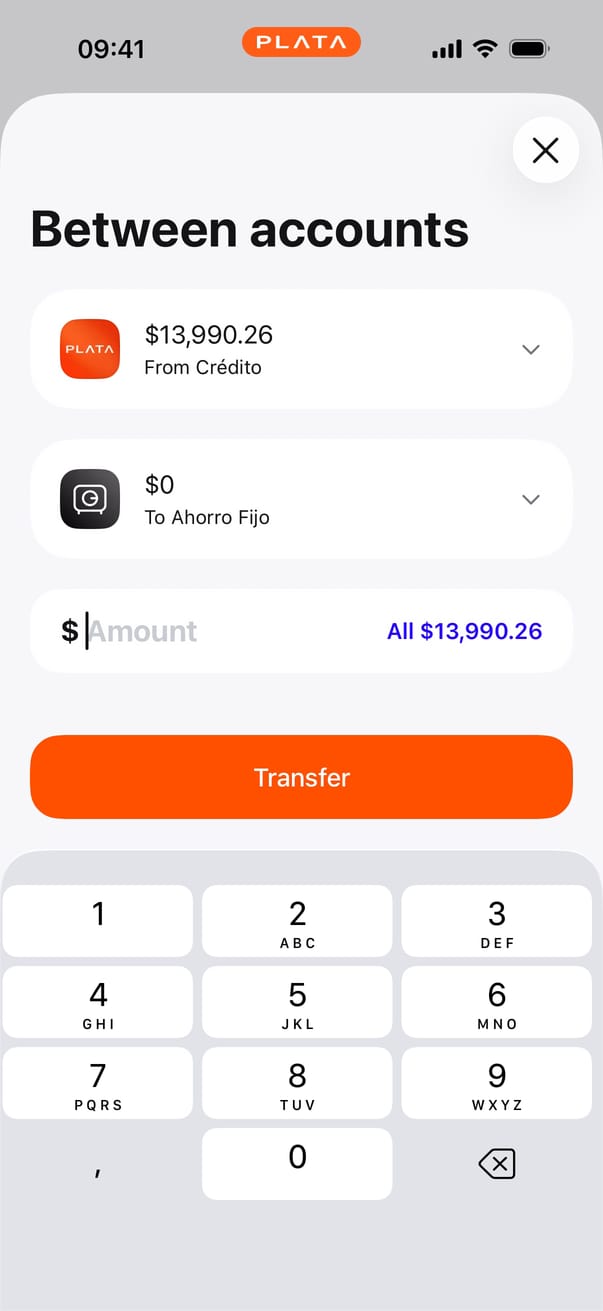 09:41
PLATA
Between accounts
PLATA
$13,990.26
From Crédito
$0
To Ahorro Fijo
$ Amount
All $13,990.26
Transfer
1
2
ABC
3
DEF
4
GHI
5
JKL
6
MNO
7
PQRS
8
TUV
9
WXYZ
,
0